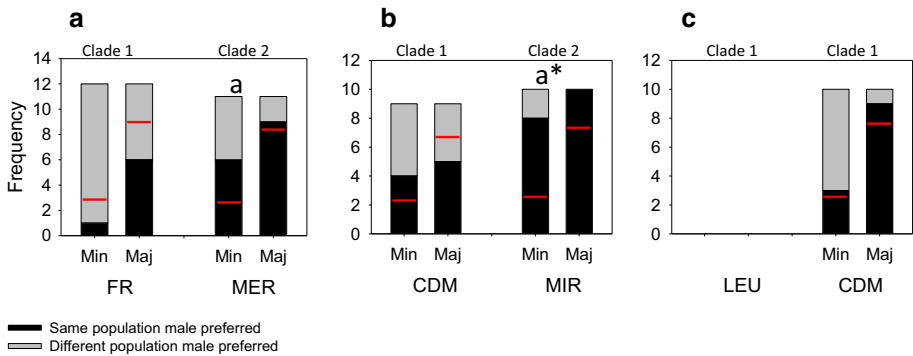 a b c
Clade 1 Clade 2 Clade 1 Clade 2 Clade 1 Clade 1
Frequency
14
12
10
8
6
4
2
0
a
12
10
8
6
4
2
0
a*
12
10
8
6
4
2
0
Min Maj Min Maj Min Maj Min Maj Min Maj
FR MER CDM MIR LEU CDM
Same population male preferred
Different population male preferred